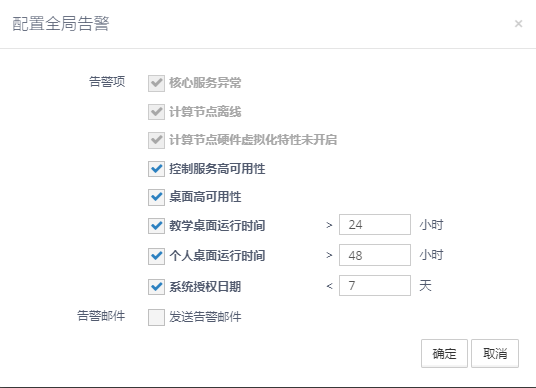 配置全局告警 ×
告警项 核心服务异常
计算节点离线
计算节点硬件虚拟化特性未开启
控制服务高可用性
桌面高可用性
教学桌面运行时间 > 24 小时
个人桌面运行时间 > 48 小时
系统授权日期 < 7 天
告警邮件 发送告警邮件
确定 取消